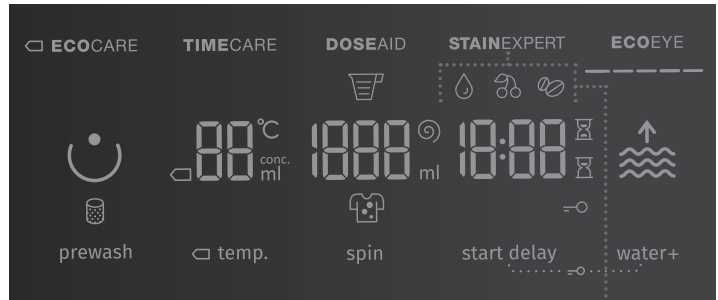 ECOCARE TIMECARE DOSEAID STAINEXPERT ECOEYE
88 °C conc. ml 1888 ml 18:88
prewash temp. spin start delay water+